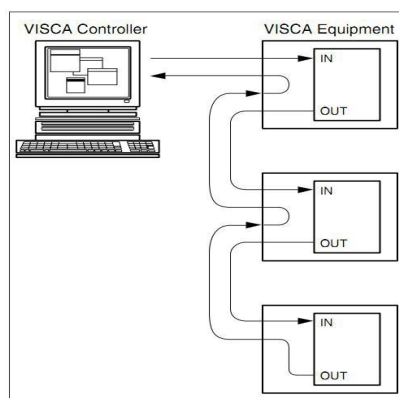 VISCA Controller
VISCA Equipment
IN
OUT
IN
OUT
IN
OUT